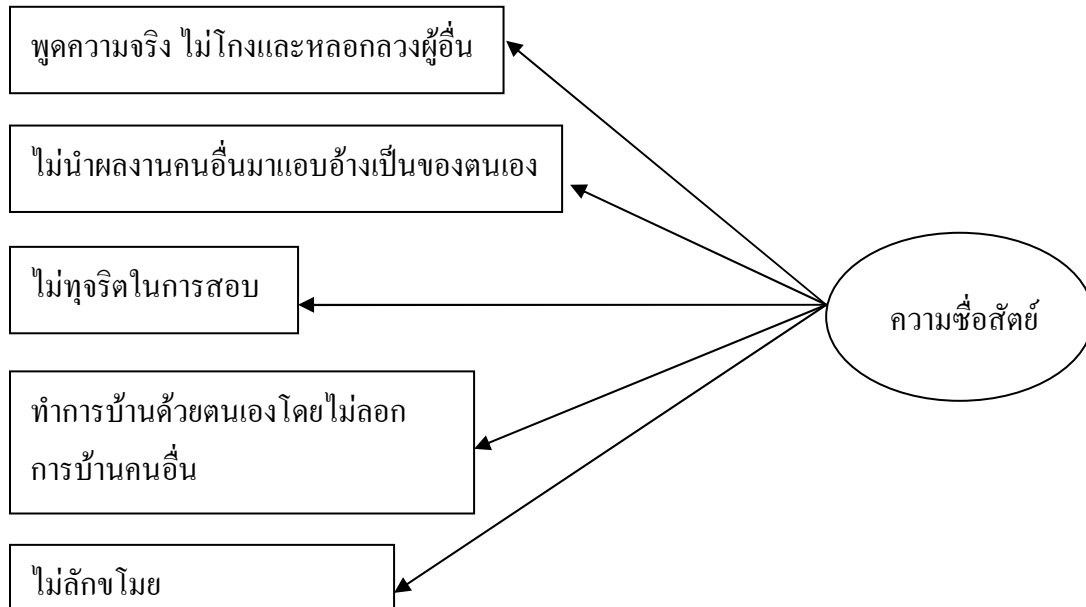 พูดความจริง ไม่โกงและหลอกลวงผู้อื่น
ไม่นำผลงานคนอื่นมาแอบอ้างเป็นของตนเอง
ไม่ทุจริตในการสอบ
ความซื่อสัตย์
ทำการบ้านด้วยตนเองโดยไม่ลอก
การบ้านคนอื่น
ไม่ลักขโมย